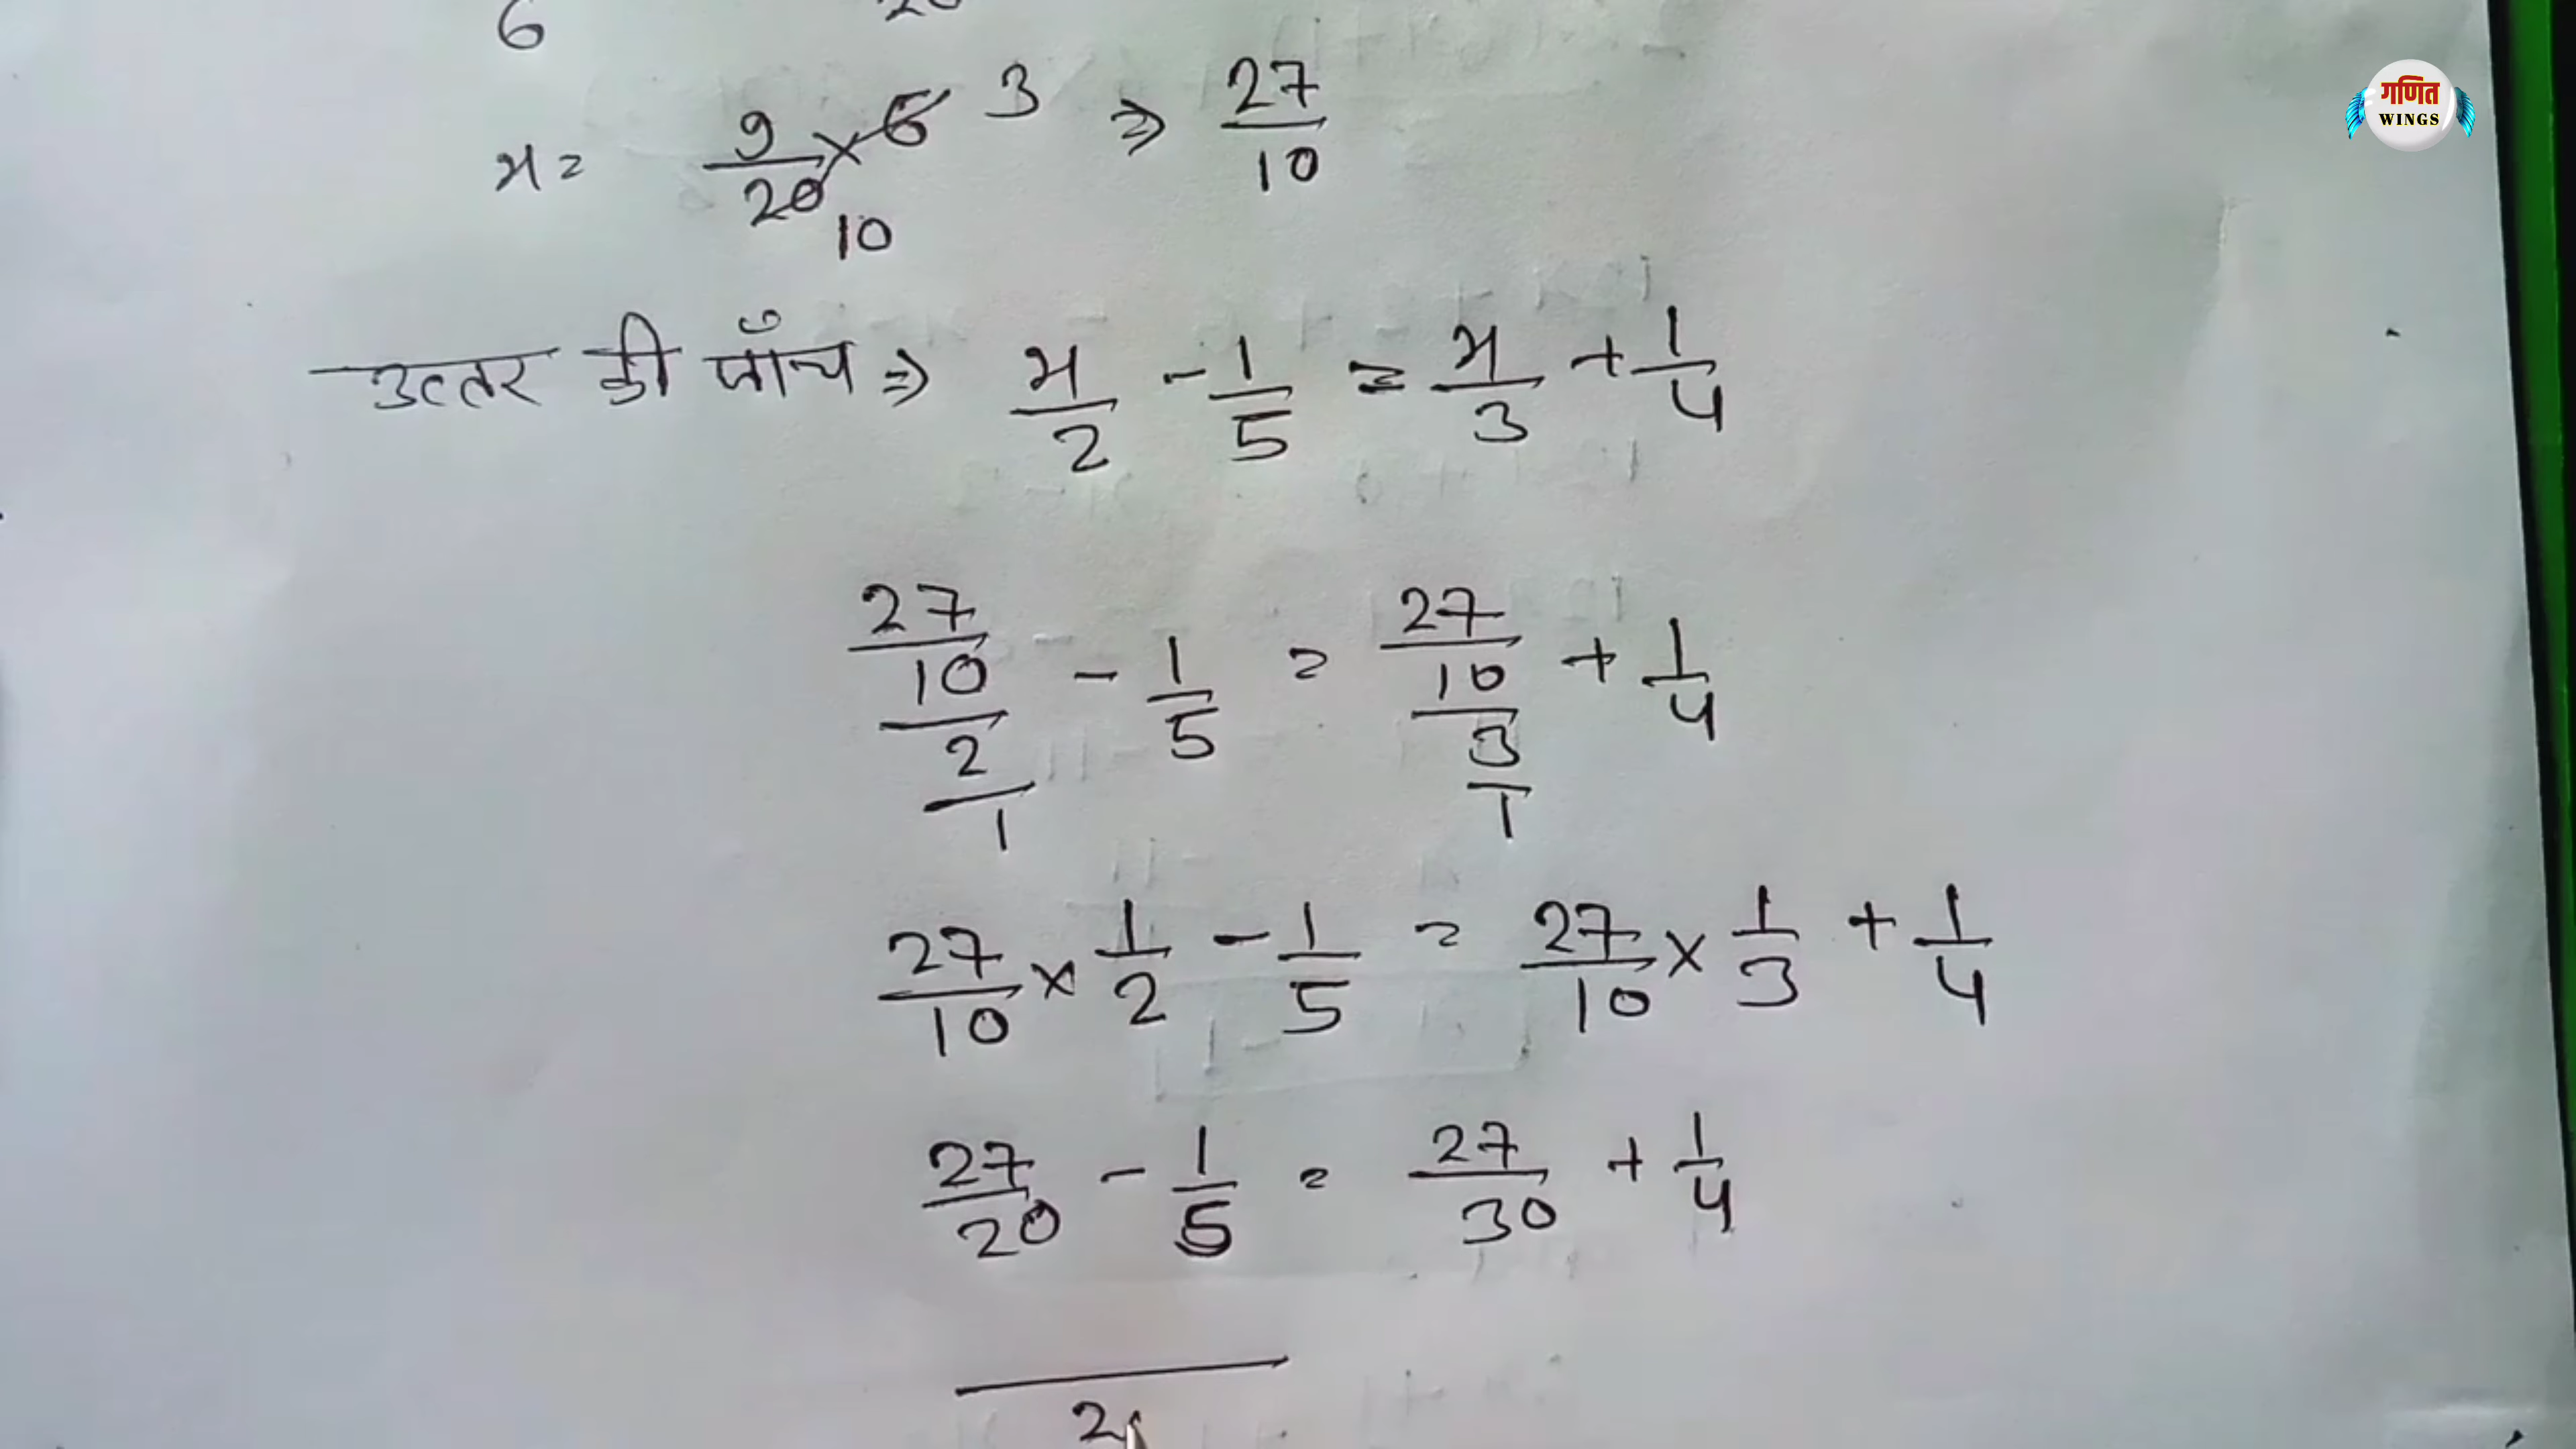 गणित
WINGS
6
x = 9/20 × 6 3 ⇒ 27/10
10
उत्तर की जाँच ⇒ x/2 - 1/5 = x/3 + 1/4
27/10/2/1 - 1/5 = 27/10/3/1 + 1/4
27/10 × 1/2 - 1/5 = 27/10 × 1/3 + 1/4
27/20 - 1/5 = 27/30 + 1/4
2